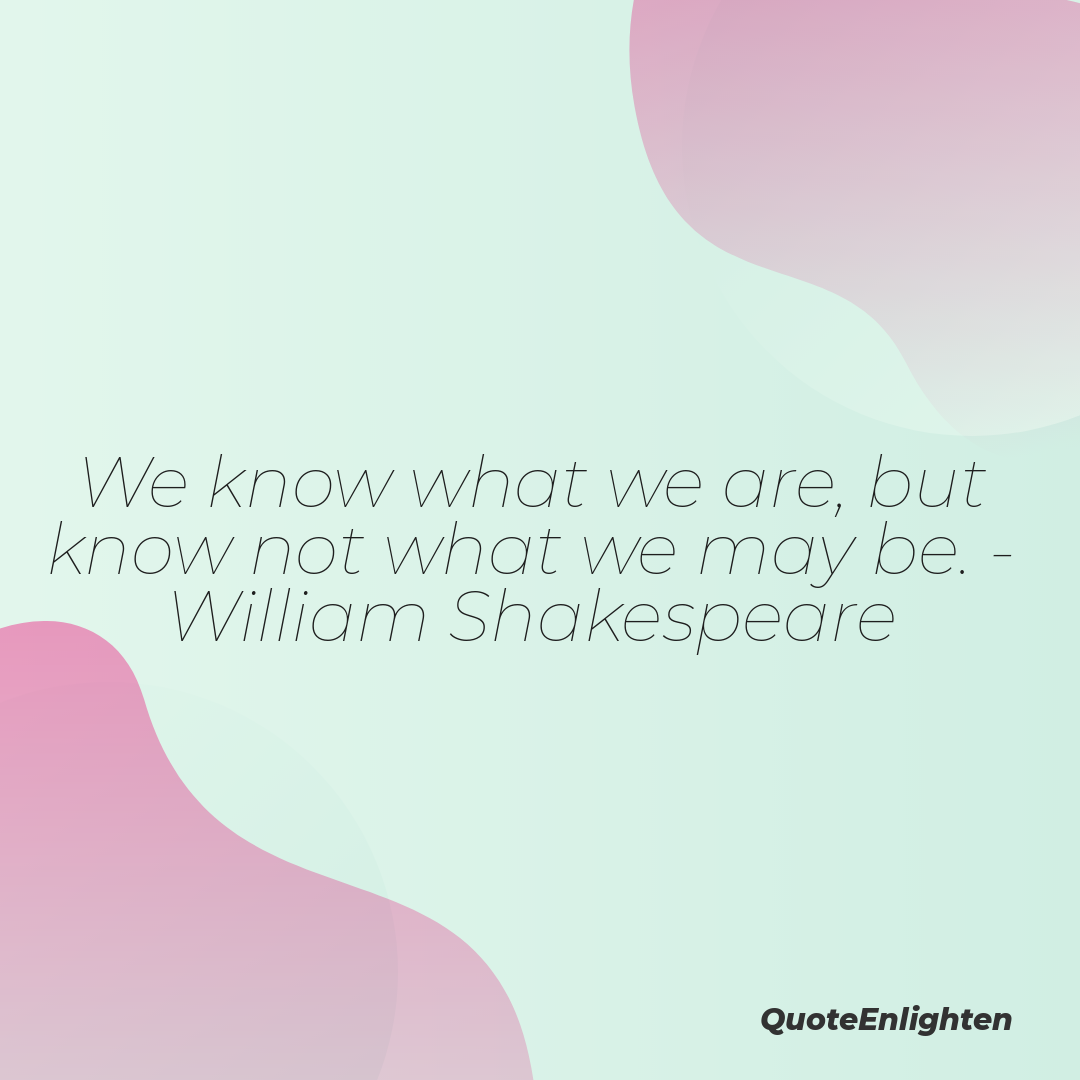 We know what we are, but
know not what we may be. -
William Shakespeare
QuoteEnlighten